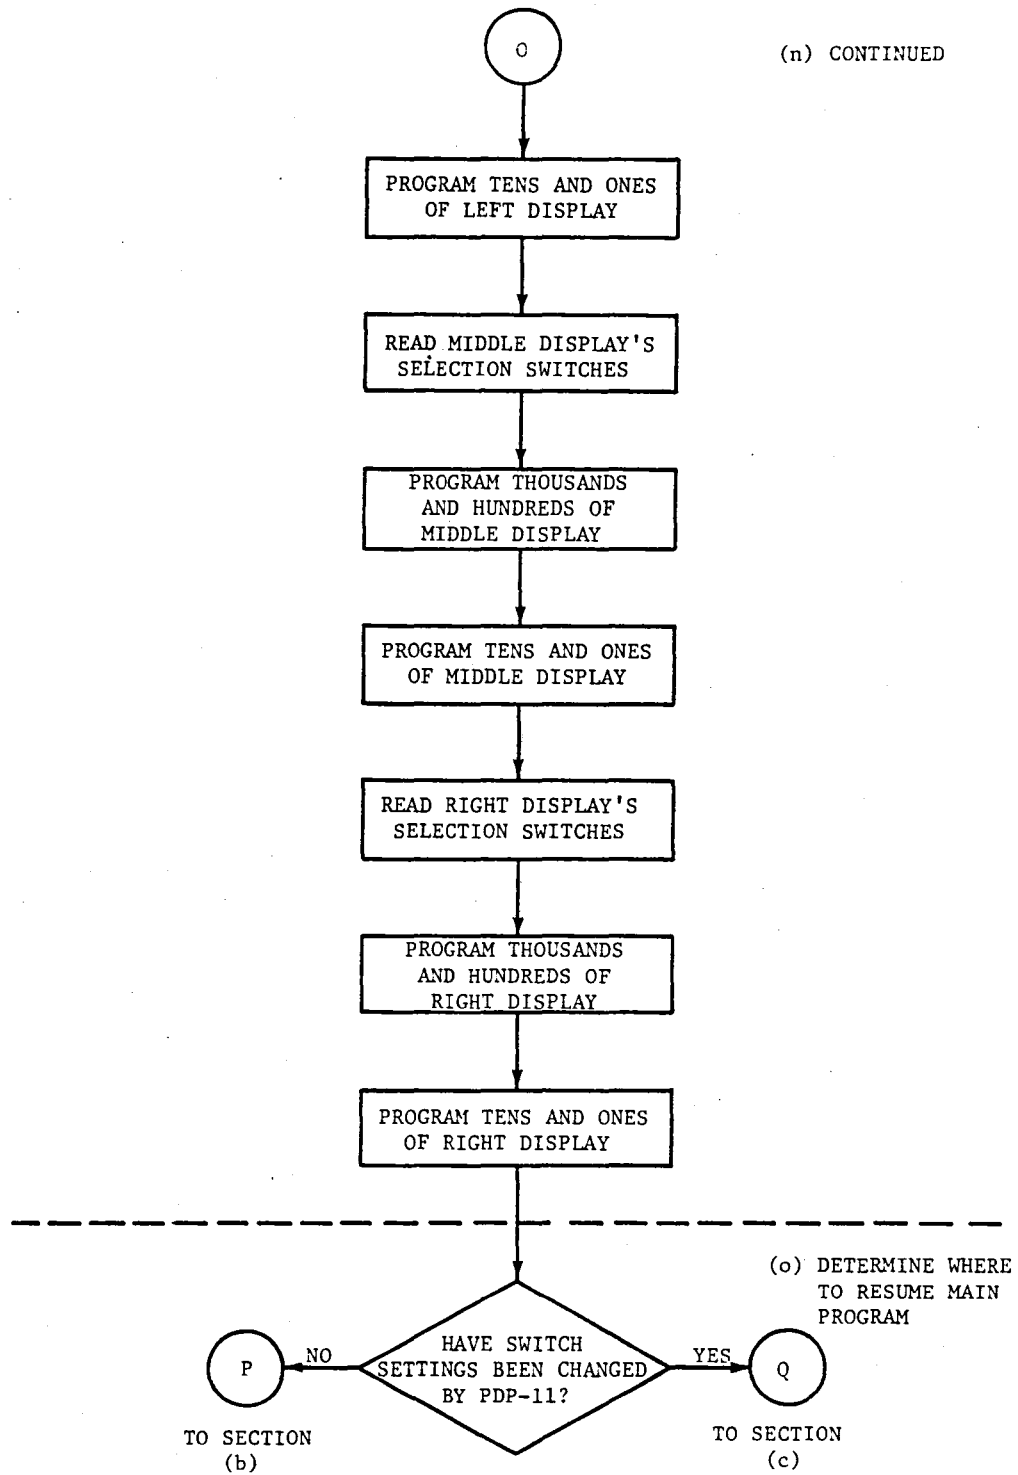 O
(n) CONTINUED
PROGRAM TENS AND ONES
OF LEFT DISPLAY
READ MIDDLE DISPLAY'S
SELECTION SWITCHES
PROGRAM THOUSANDS
AND HUNDREDS OF
MIDDLE DISPLAY
PROGRAM TENS AND ONES
OF MIDDLE DISPLAY
READ RIGHT DISPLAY'S
SELECTION SWITCHES
PROGRAM THOUSANDS
AND HUNDREDS OF
RIGHT DISPLAY
PROGRAM TENS AND ONES
OF RIGHT DISPLAY
(o) DETERMINE WHERE
TO RESUME MAIN
PROGRAM
HAVE SWITCH
SETTINGS BEEN CHANGED
BY PDP-11?
NO
P
TO SECTION
(b)
YES
Q
TO SECTION
(c)